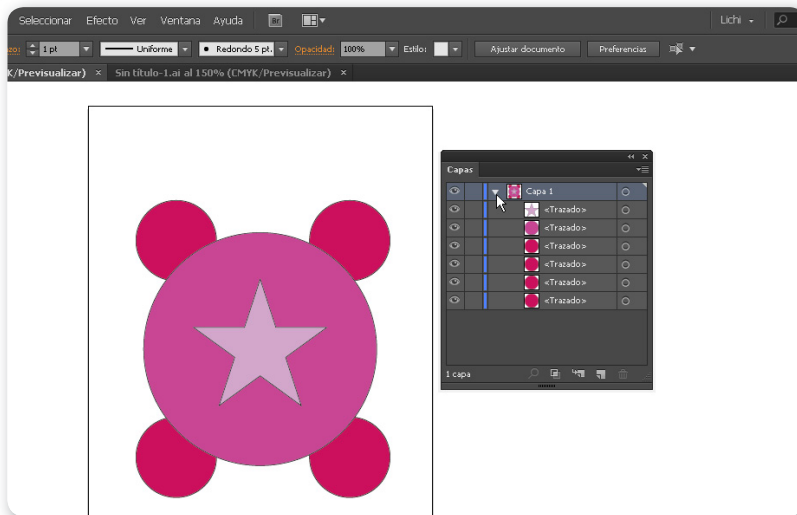 Seleccionar Efecto Ver Ventana Ayuda Br Lichi
1 pt Uniforme Redondo 5 pt. Opacidad: 100% Estilo: Ajustar documento Preferencias
K/Previsualizar) × Sin título-1.ai al 150% (CMYK/Previsualizar) ×
Capas
Capa 1
<Trazado>
<Trazado>
<Trazado>
<Trazado>
<Trazado>
<Trazado>
1 capa